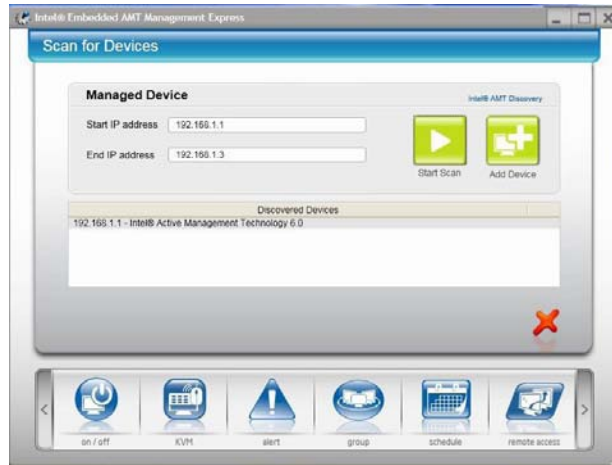 Intel® Embedded AMT Management Express
Scan for Devices
Managed Device
Intel® AMT Discovery
Start IP address 192.168.1.1
End IP address 192.168.1.3
Start Scan Add Device
Discovered Devices
192.168.1.1 - Intel® Active Management Technology 6.0
on / off KVM alert group schedule remote access